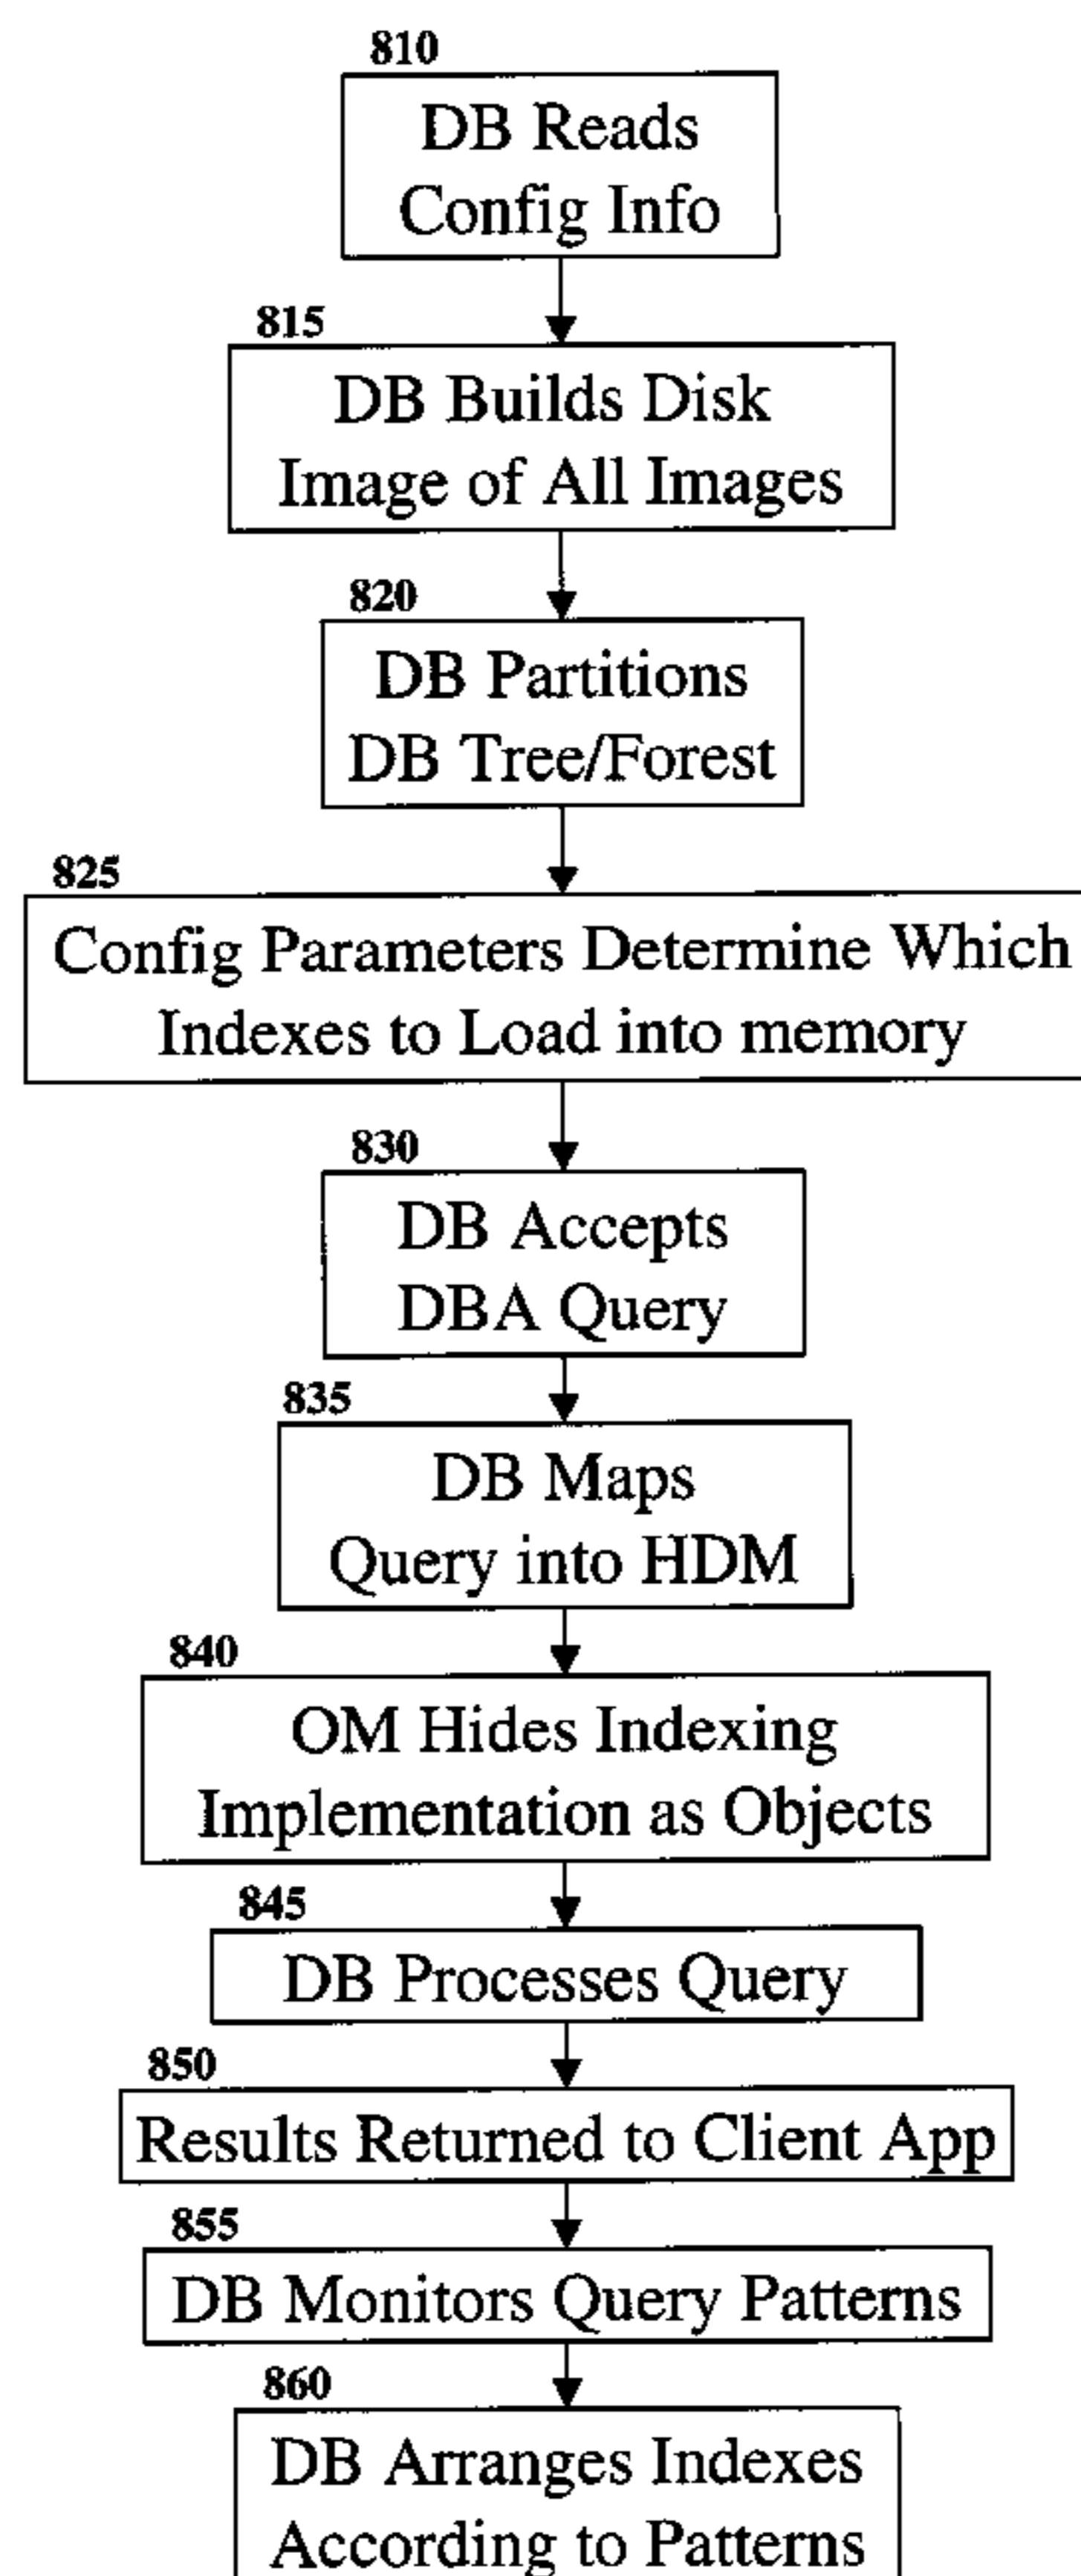 810
DB Reads
Config Info
815
DB Builds Disk
Image of All Images
820
DB Partitions
DB Tree/Forest
825
Config Parameters Determine Which
Indexes to Load into memory
830
DB Accepts
DBA Query
835
DB Maps
Query into HDM
840
OM Hides Indexing
Implementation as Objects
845
DB Processes Query
850
Results Returned to Client App
855
DB Monitors Query Patterns
860
DB Arranges Indexes
According to Patterns